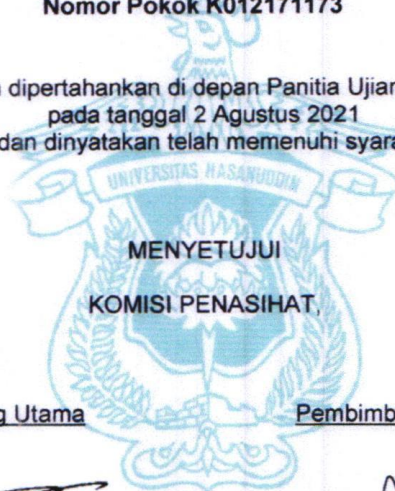 Nomor Pokok K012171173
dipertahankan di depan Panitia Ujian
pada tanggal 2 Agustus 2021
dan dinyatakan telah memenuhi syara
UNIVERSITAS HASANUDDIN
MENYETUJUI
KOMISI PENASIHAT,
g Utama Pembimb